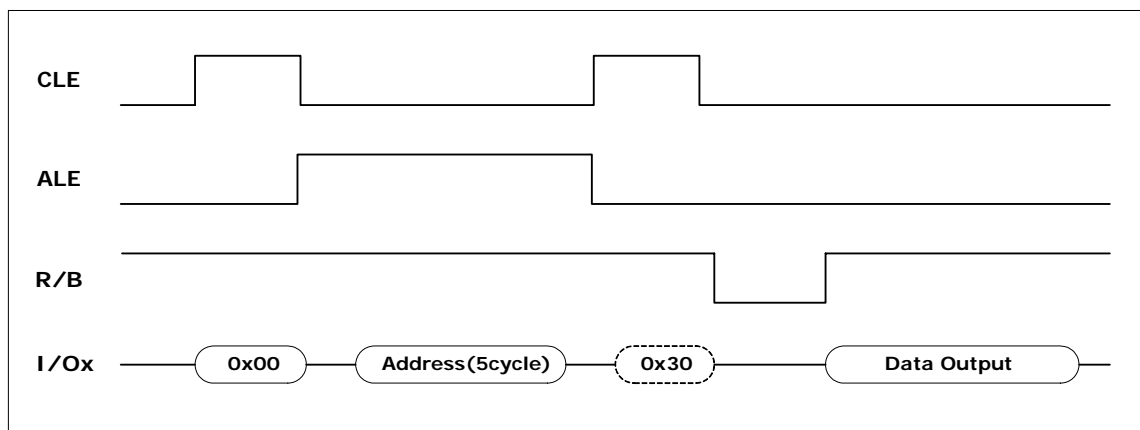 CLE
ALE
R/B
I/Ox
0x00
Address(5cycle)
0x30
Data Output